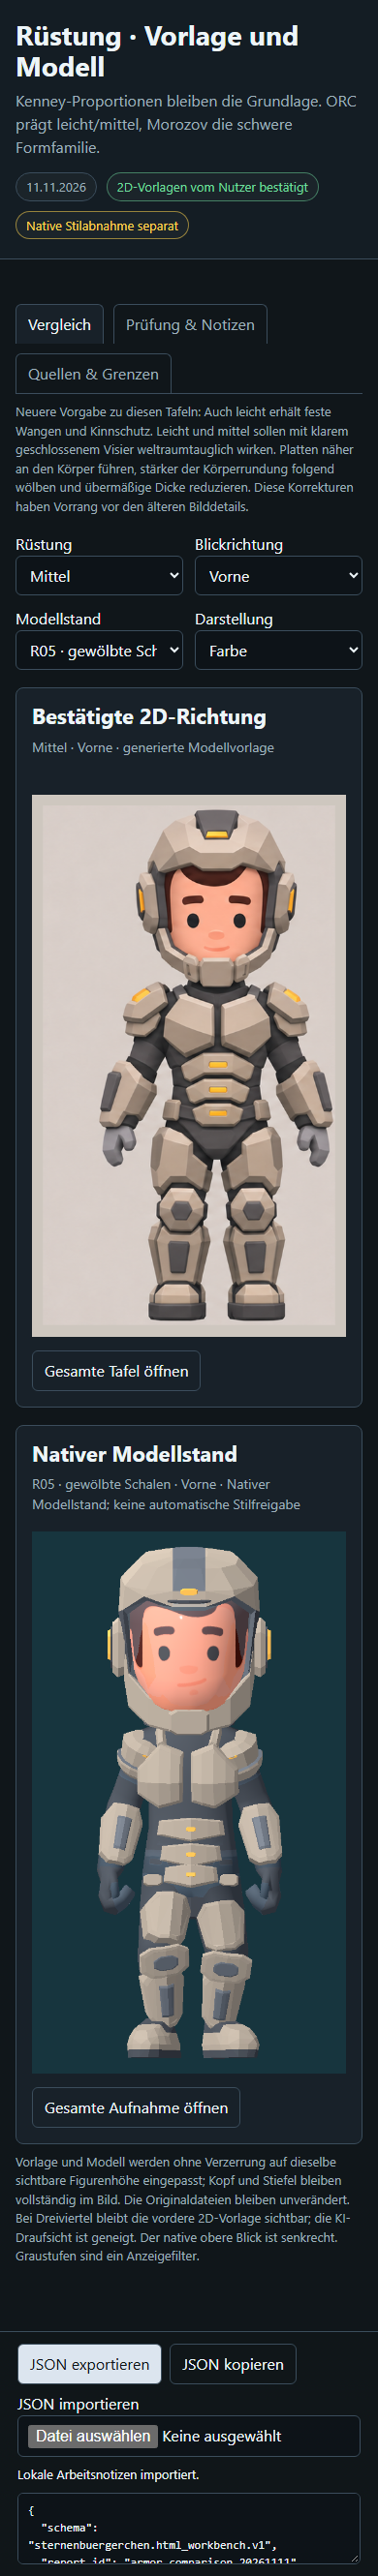 Rüstung · Vorlage und
Modell
Kenney-Proportionen bleiben die Grundlage. ORC
prägt leicht/mittel, Morozov die schwere
Formfamilie.
11.11.2026
2D-Vorlagen vom Nutzer bestätigt
Native Stilabnahme separat
Vergleich
Prüfung & Notizen
Quellen & Grenzen
Neuere Vorgabe zu diesen Tafeln: Auch leicht erhält feste
Wangen und Kinnschutz. Leicht und mittel sollen mit klarem
geschlossenem Visier weltraumtauglich wirken. Platten näher
an den Körper führen, stärker der Körperrundung folgend
wölben und übermäßige Dicke reduzieren. Diese Korrekturen
haben Vorrang vor den älteren Bilddetails.
Rüstung
Blickrichtung
Mittel
Vorne
Modellstand
Darstellung
R05 · gewölbte Sch
Farbe
Bestätigte 2D-Richtung
Mittel · Vorne · generierte Modellvorlage
Gesamte Tafel öffnen
Nativer Modellstand
R05 · gewölbte Schalen · Vorne · Nativer
Modellstand; keine automatische Stilfreigabe
Gesamte Aufnahme öffnen
Vorlage und Modell werden ohne Verzerrung auf dieselbe
sichtbare Figurenhöhe eingepasst; Kopf und Stiefel bleiben
vollständig im Bild. Die Originaldateien bleiben unverändert.
Bei Dreiviertel bleibt die vordere 2D-Vorlage sichtbar; die KI-
Draufsicht ist geneigt. Der native obere Blick ist senkrecht.
Graustufen sind ein Anzeigefilter.
JSON exportieren
JSON kopieren
JSON importieren
Datei auswählen Keine ausgewählt
Lokale Arbeitsnotizen importiert.
{
"schema":
"sternenbuergerchen.html_workbench.v1",
"report_id": "armor-comparison-20261111",